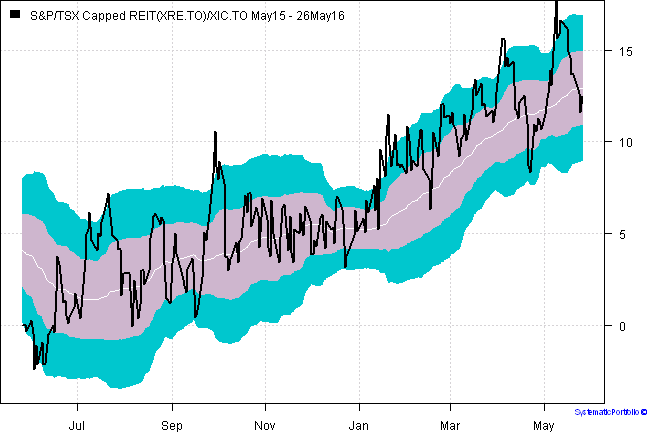 S&P/TSX Capped REIT(XRE.TO)/XIC.TO May15 - 26May16
15
10
5
0
Jul Sep Nov Jan Mar May
SystematicPortfolio ©